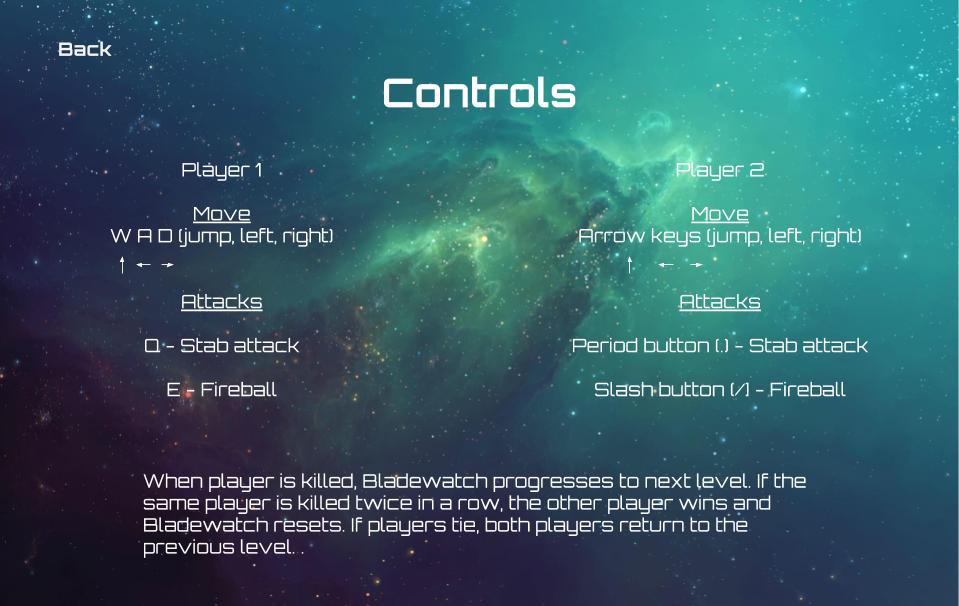 Back
Controls
Player 1
Move
W A D (jump, left, right)
Attacks
Q - Stab attack
E - Fireball
Player 2
Move
Arrow keys (jump, left, right)
Attacks
Period button (.) - Stab attack
Slash button (/) - Fireball
When player is killed, Bladewatch progresses to next level. If the
same player is killed twice in a row, the other player wins and
Bladewatch resets. If players tie, both players return to the
previous level. .